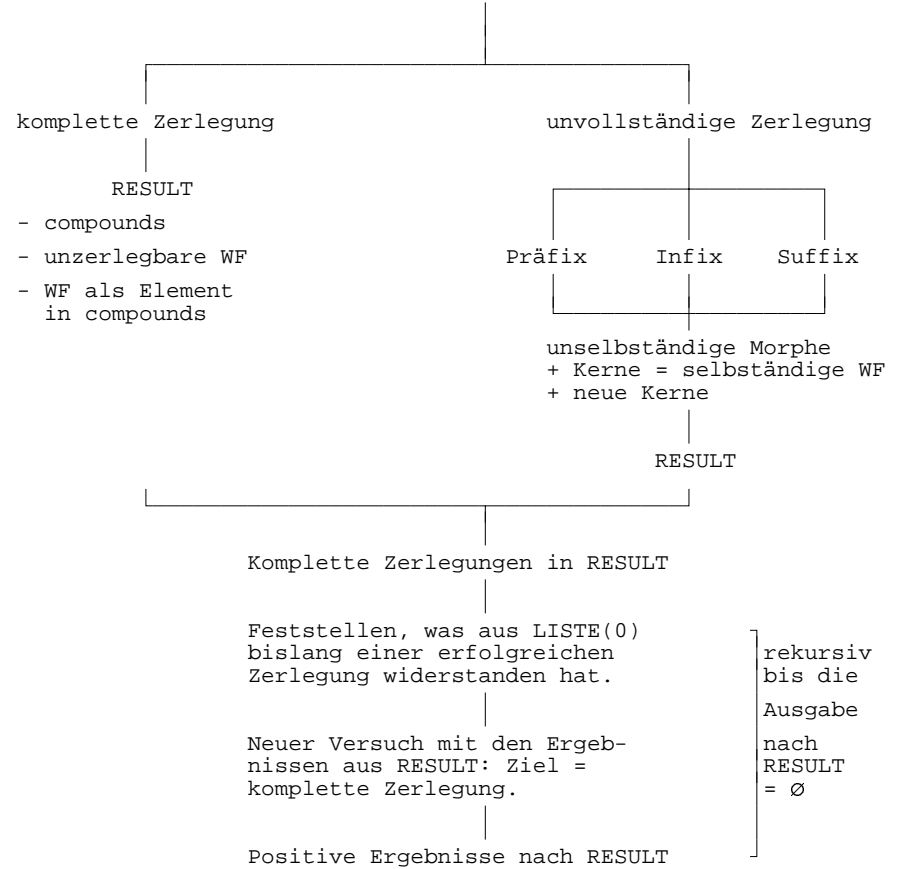 komplette Zerlegung
unvollständige Zerlegung
RESULT
- compounds
- unzerlegbare WF
- WF als Element
in compounds
Präfix Infix Suffix
unselbständige Morphe
+ Kerne = selbständige WF
+ neue Kerne
RESULT
Komplette Zerlegungen in RESULT
Feststellen, was aus LISTE(0)
bislang einer erfolgreichen
Zerlegung widerstanden hat.
Neuer Versuch mit den Ergeb-
nissen aus RESULT: Ziel =
komplette Zerlegung.
Positive Ergebnisse nach RESULT
rekursiv
bis die
Ausgabe
nach
RESULT
= ∅